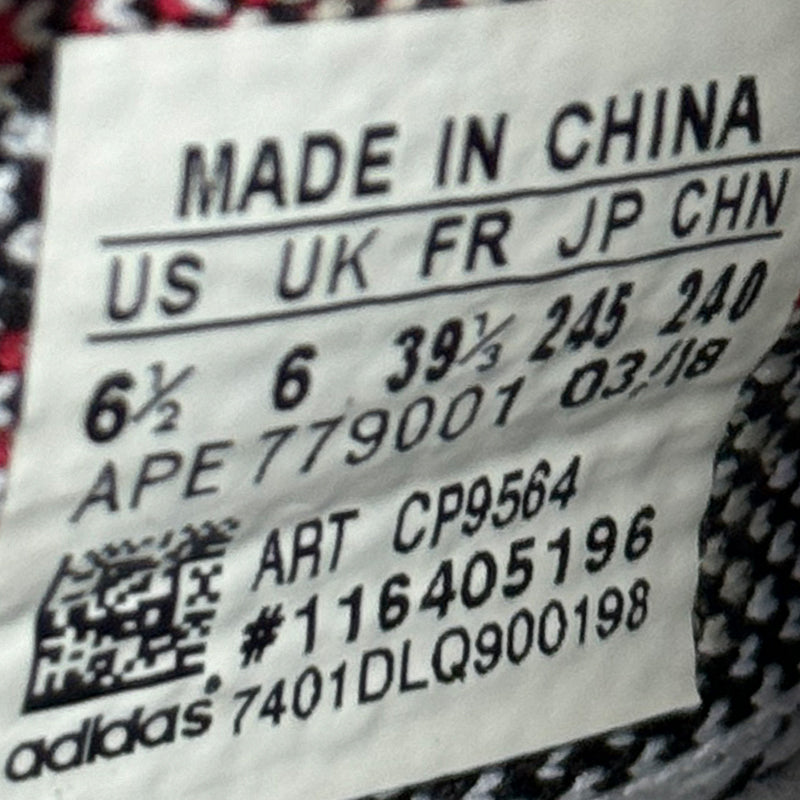 MADE IN CHINA
US UK FR JP CHN
6½ 6 39⅓ 245 240
APE 779001 03/18
ART CP9564
#116405196
adidas® 7401DLQ900198